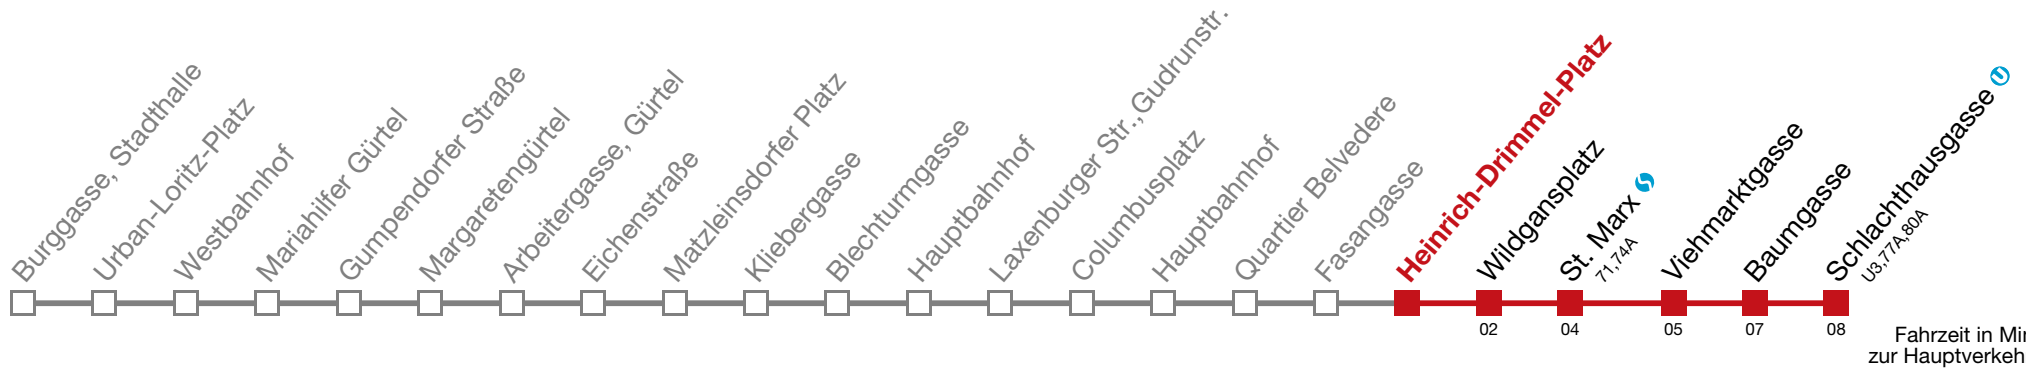 Burggasse, Stadthalle
Urban-Loritz-Platz
Westbahnhof
Mariahilfer Gürtel
Gumpendorfer Straße
Margaretengürtel
Arbeitergasse, Gürtel
Eichenstraße
Matzleinsdorfer Platz
Kliebergasse
Blechturmgasse
Hauptbahnhof
Laxenburger Str.,Gudrunstr.
Columbusplatz
Hauptbahnhof
Quartier Belvedere
Fasangasse
Heinrich-Drimmel-Platz
Wildgansplatz
St. Marx
71,74A
Viehmarktgasse
Baumgasse
Schlachthausgasse U
U3,77A,80A
02 04 05 07 08
Fahrzeit in Min
zur Hauptverkeh